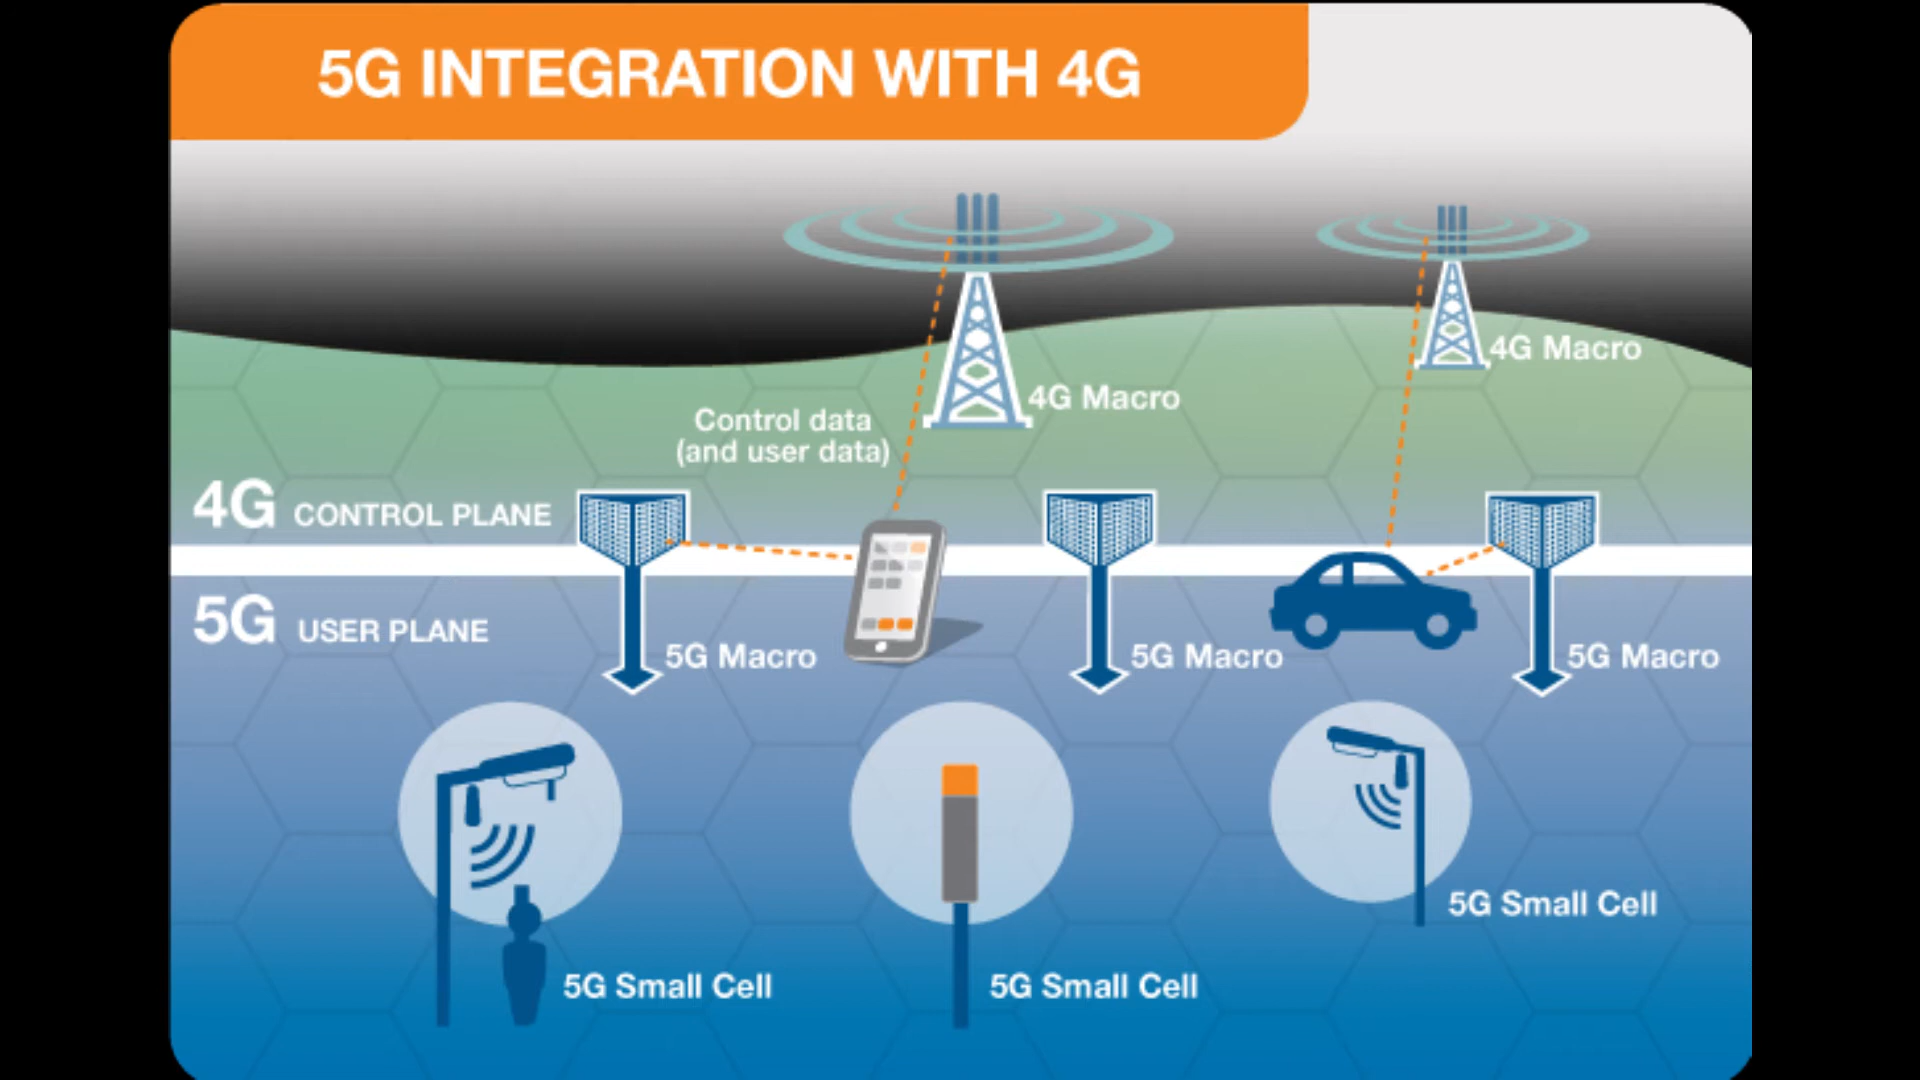 5G INTEGRATION WITH 4G
4G Macro
4G Macro
Control data
(and user data)
4G CONTROL PLANE
5G USER PLANE
5G Macro
5G Macro
5G Macro
5G Small Cell
5G Small Cell
5G Small Cell